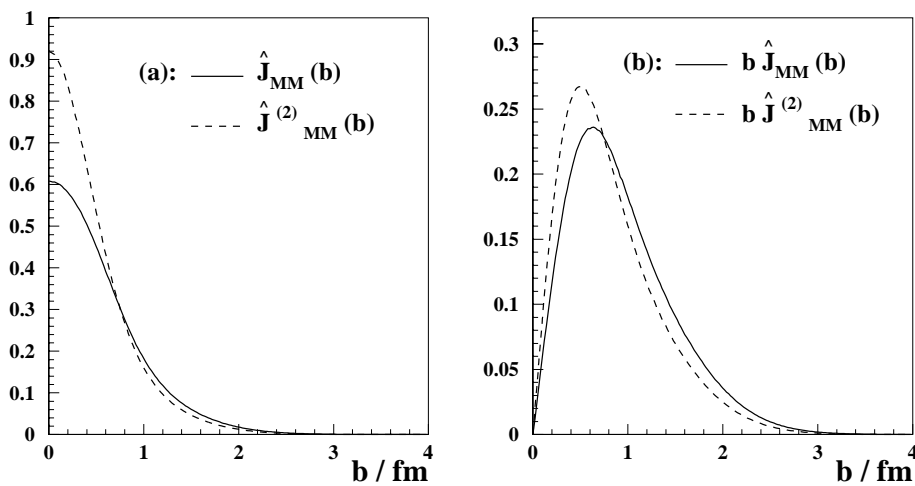 1
0.9
0.8
0.7
0.6
0.5
0.4
0.3
0.2
0.1
0
0 1 2 3 4
b / fm
(a): Ĵ_MM (b)
Ĵ^(2)_MM (b)
0.3
0.25
0.2
0.15
0.1
0.05
0
0 1 2 3 4
b / fm
(b): b Ĵ_MM (b)
b Ĵ^(2)_MM (b)